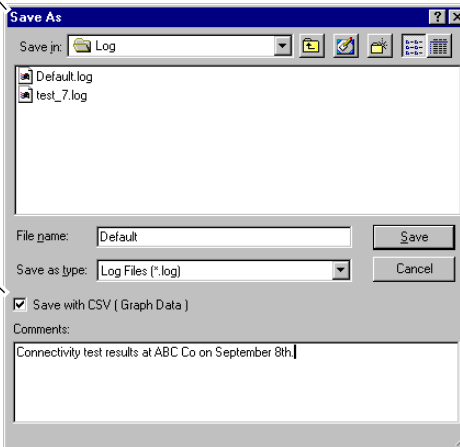 Save As
Save in: Log
Default.log
test_7.log
File name: Default Save
Save as type: Log Files (*.log) Cancel
Save with CSV ( Graph Data )
Comments:
Connectivity test results at ABC Co on September 8th.